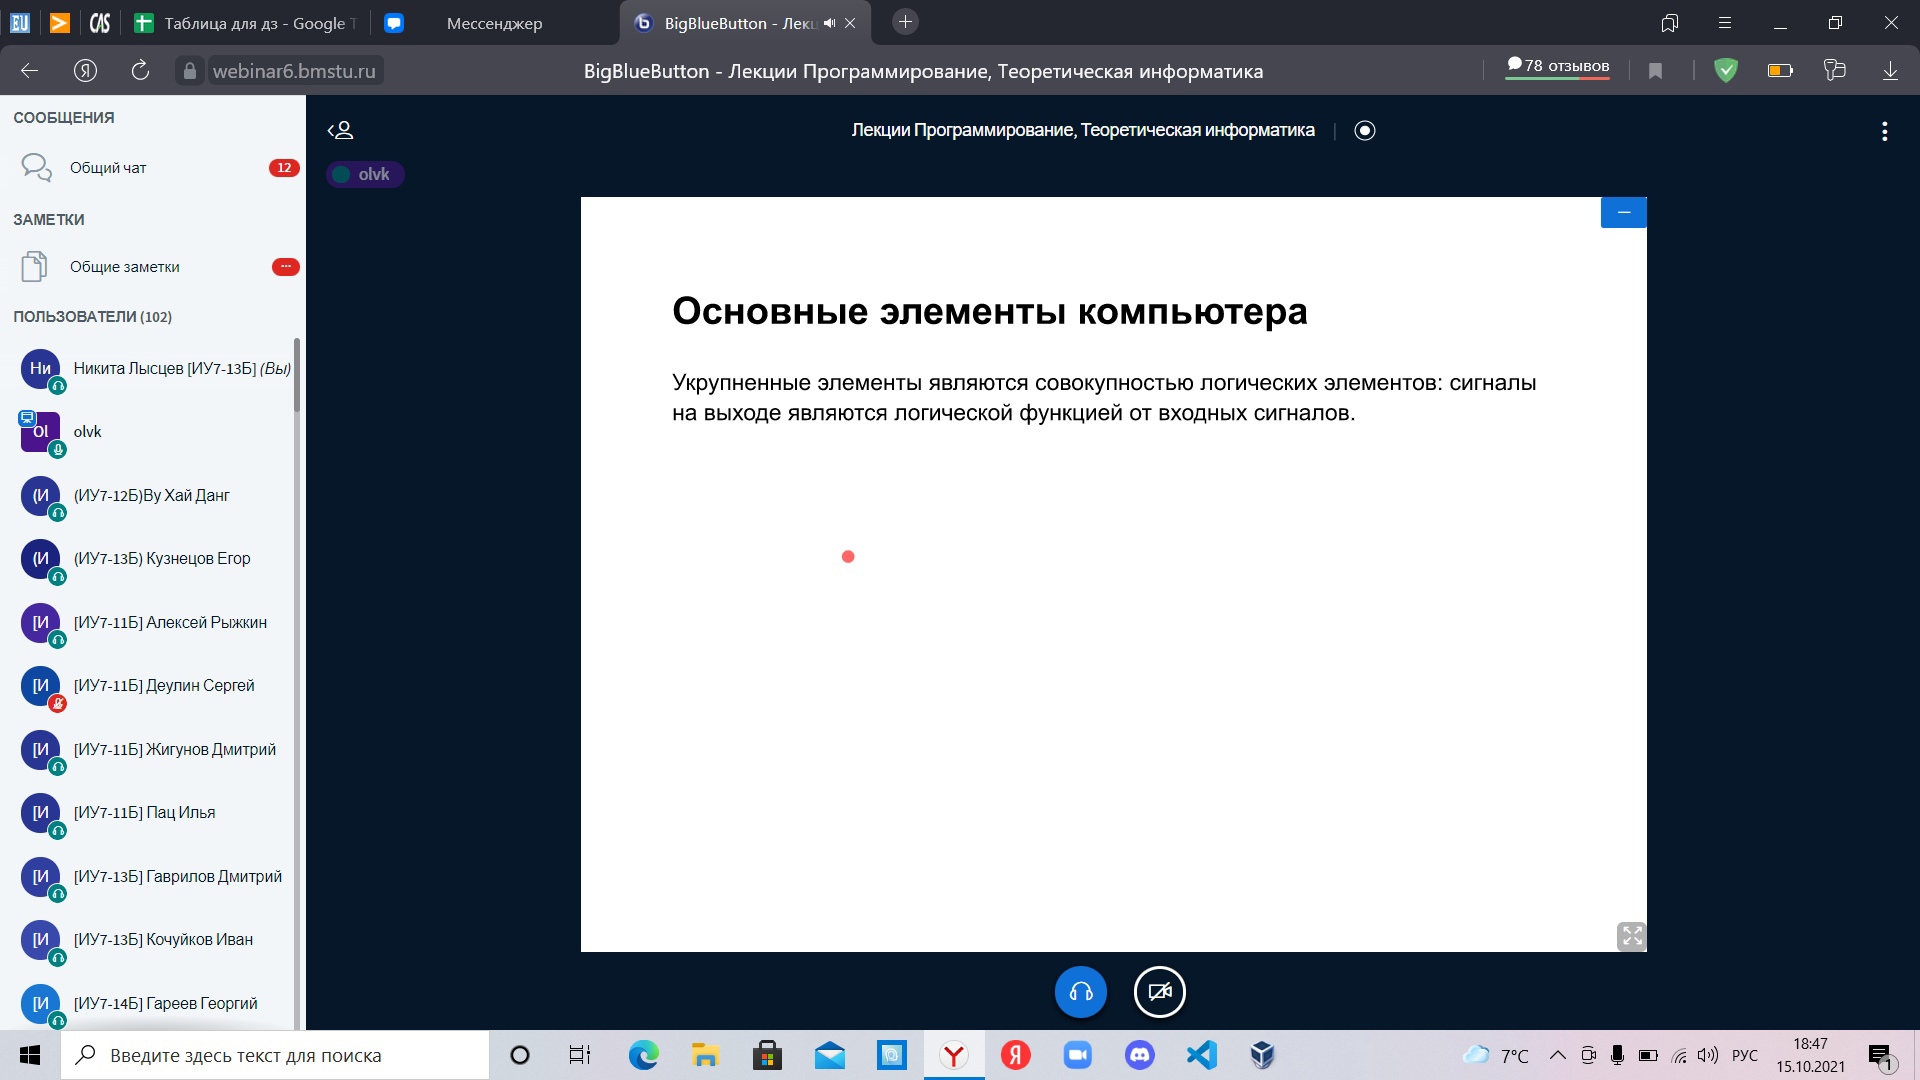 EU
CAS
Таблица для дз - Google Т
Мессенджер
BigBlueButton - Лекц
webinar6.bmstu.ru
BigBlueButton - Лекции Программирование, Теоретическая информатика
78 отзывов
СООБЩЕНИЯ
Общий чат
12
ЗАМЕТКИ
Общие заметки
ПОЛЬЗОВАТЕЛИ (102)
Ни
Никита Лысцев [ИУ7-13Б] (Вы)
Ol
olvk
(И
(ИУ7-12Б)Ву Хай Данг
(И
(ИУ7-13Б) Кузнецов Егор
[И
[ИУ7-11Б] Алексей Рыжкин
[И
[ИУ7-11Б] Деулин Сергей
[И
[ИУ7-11Б] Жигунов Дмитрий
[И
[ИУ7-11Б] Пац Илья
[И
[ИУ7-13Б] Гаврилов Дмитрий
[И
[ИУ7-13Б] Кочуйков Иван
[И
[ИУ7-14Б] Гареев Георгий
Лекции Программирование, Теоретическая информатика
olvk
Основные элементы компьютера
Укрупненные элементы являются совокупностью логических элементов: сигналы
на выходе являются логической функцией от входных сигналов.
Введите здесь текст для поиска
7°C
РУС
18:47
15.10.2021
1